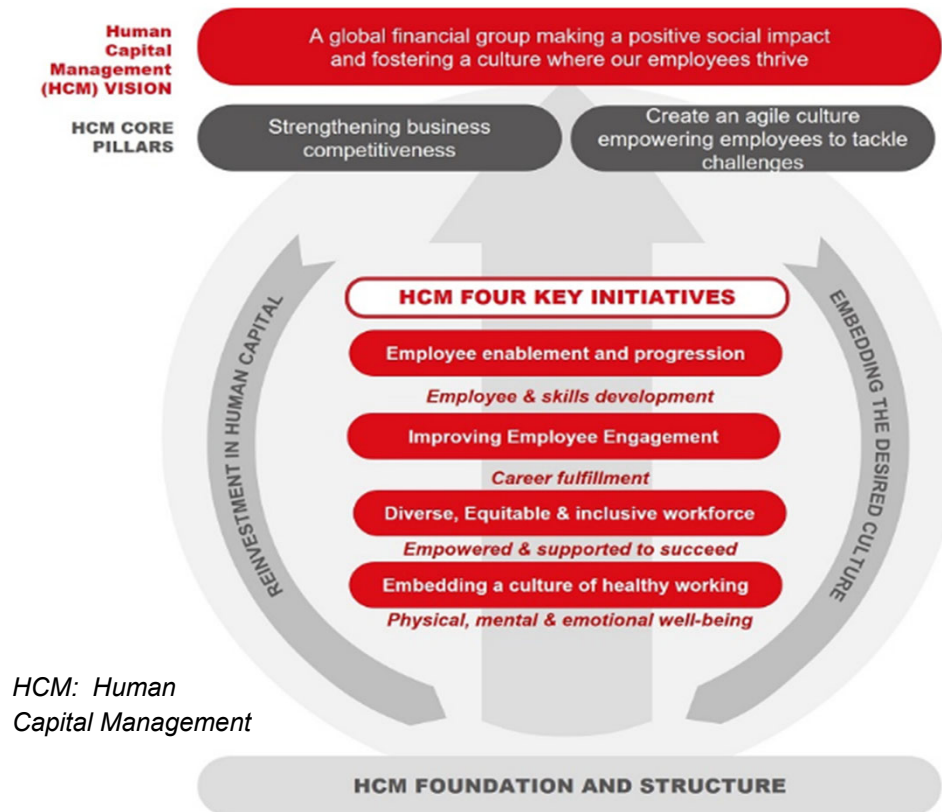 Human
Capital
Management
(HCM) VISION
A global financial group making a positive social impact
and fostering a culture where our employees thrive
HCM CORE
PILLARS
Strengthening business
competitiveness
Create an agile culture
empowering employees to tackle
challenges
REINVESTMENT IN HUMAN CAPITAL
HCM FOUR KEY INITIATIVES
Employee enablement and progression
Employee & skills development
Improving Employee Engagement
Career fulfillment
Diverse, Equitable & inclusive workforce
Empowered & supported to succeed
Embedding a culture of healthy working
Physical, mental & emotional well-being
EMBEDDING THE DESIRED CULTURE
HCM: Human
Capital Management
HCM FOUNDATION AND STRUCTURE